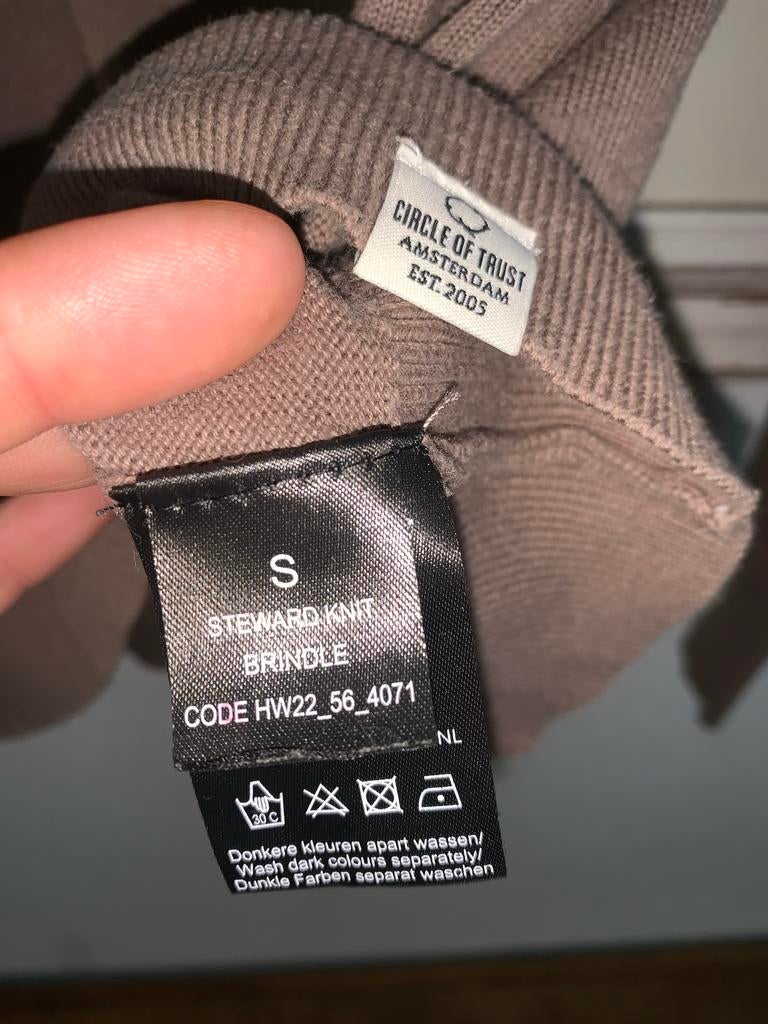 CIRCLE OF TRUST
AMSTERDAM
EST. 2005
S
STEWARD KNIT
BRINDLE
CODE HW22_56_4071
NL
30 C
Donkere kleuren apart wassen/
Wash dark colours separately/
Dunkle Farben separat waschen